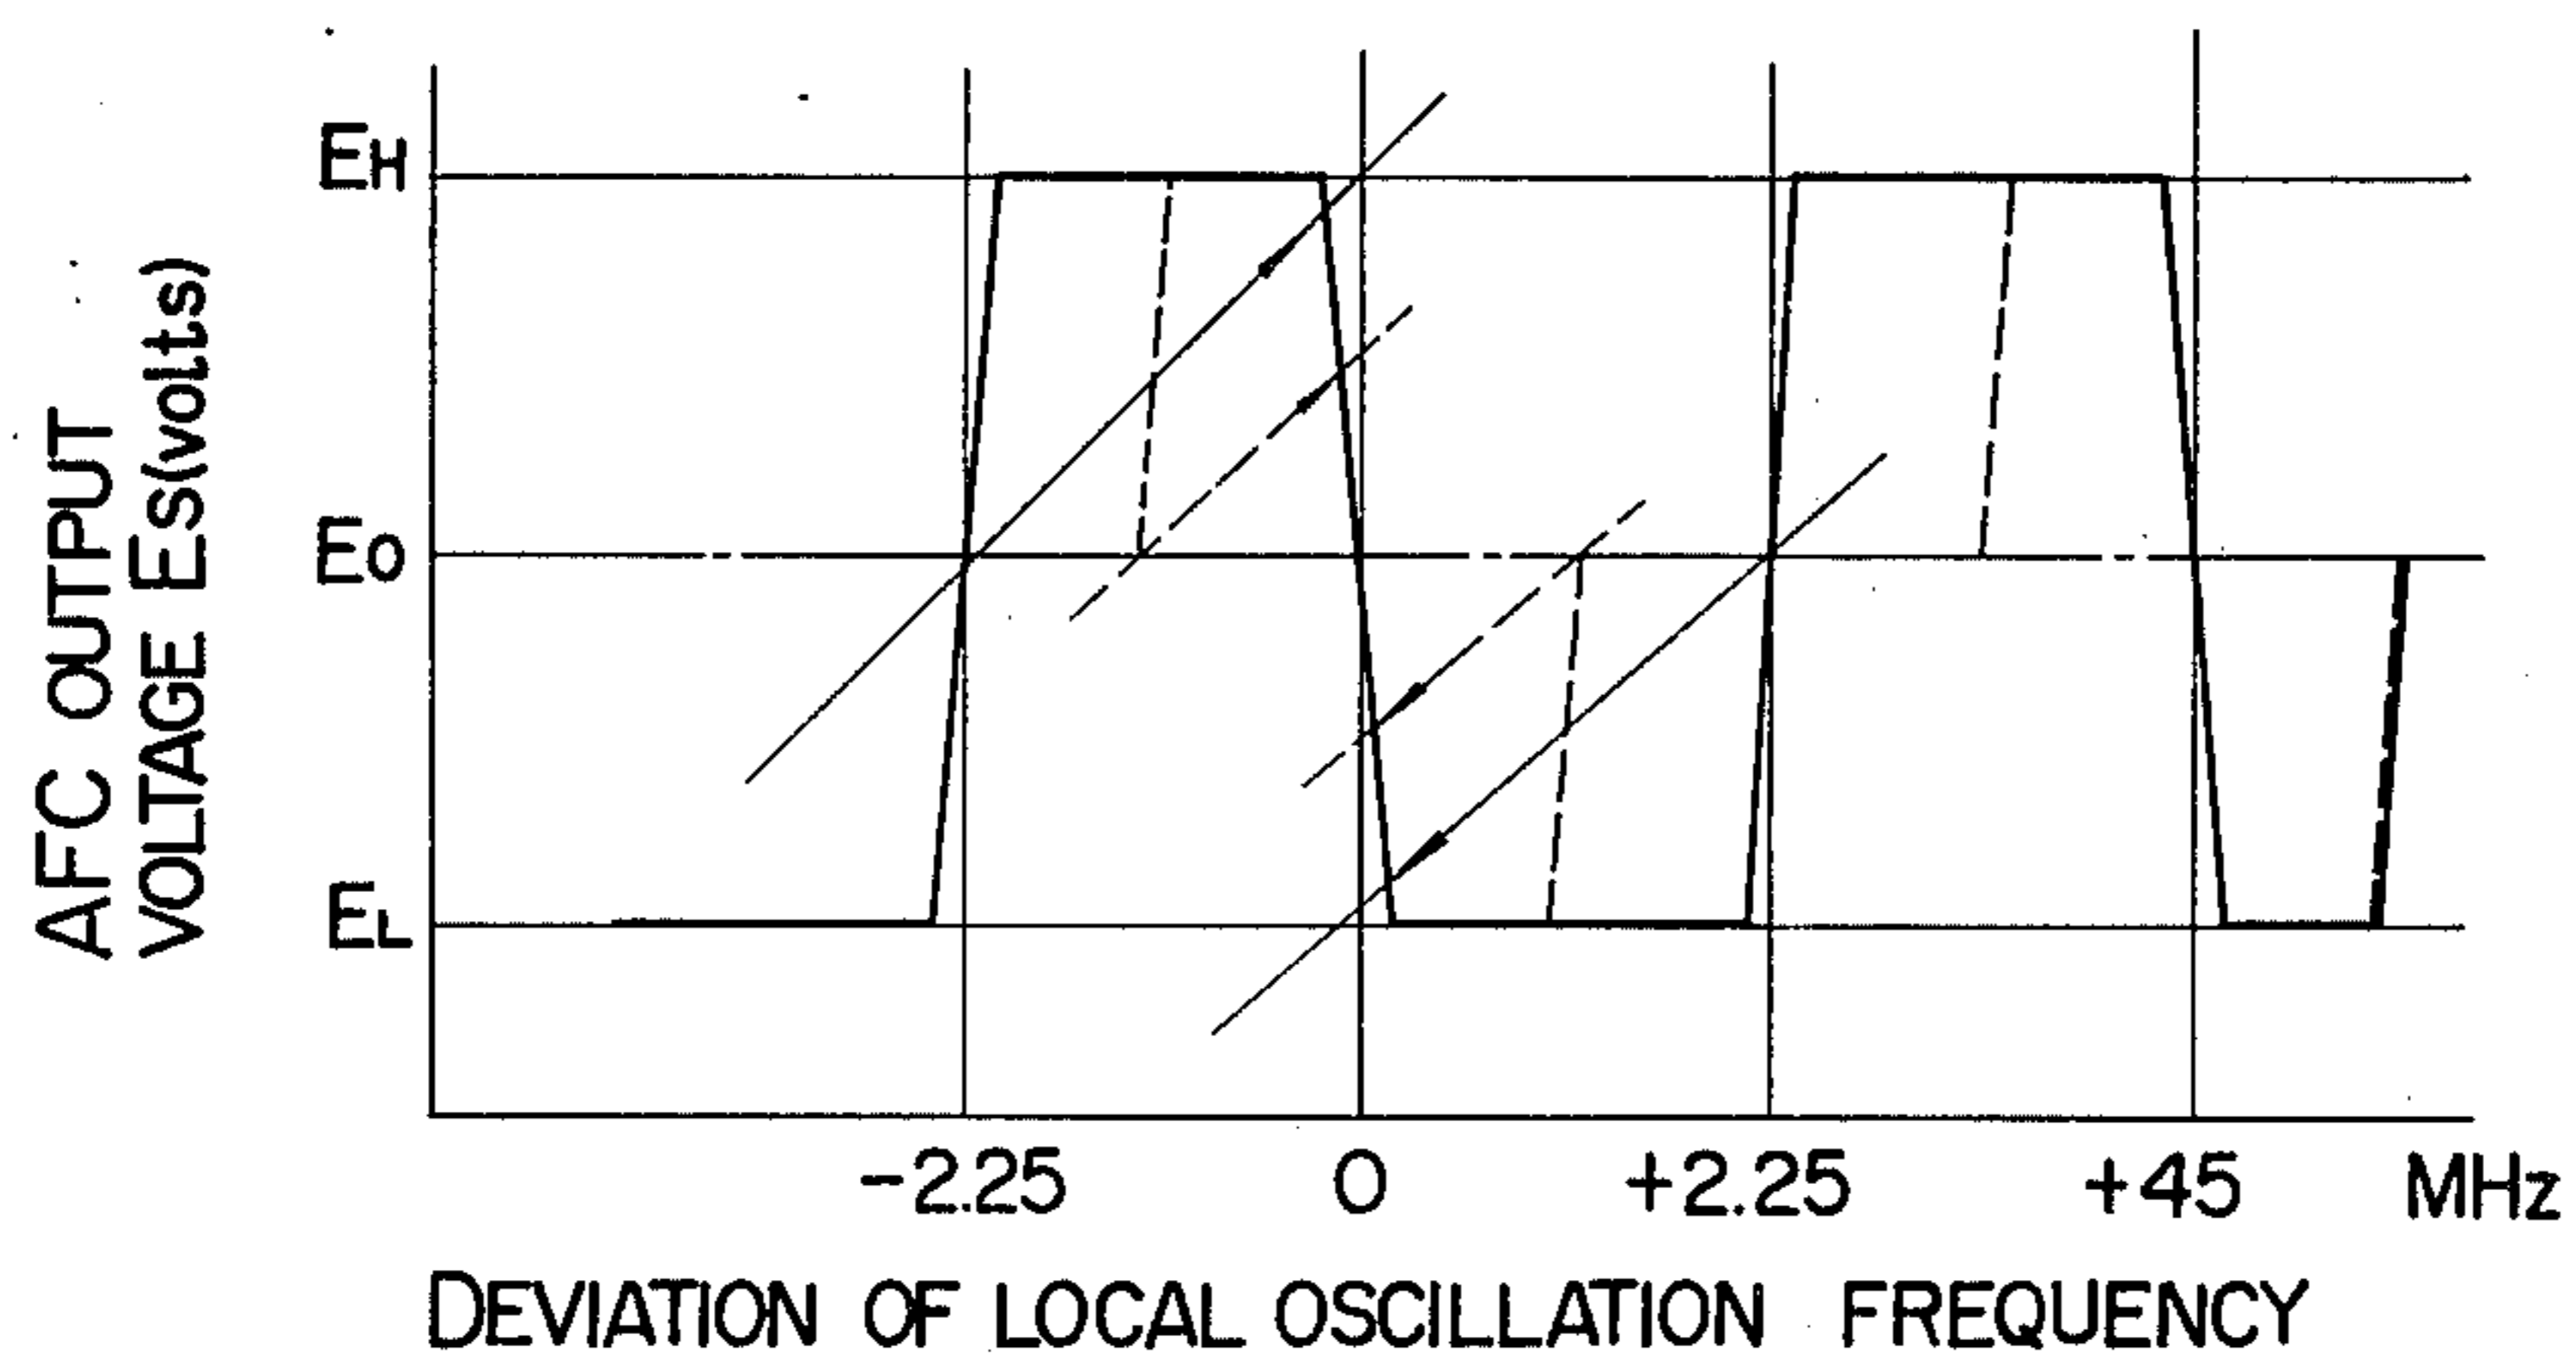 AFC OUTPUT
VOLTAGE ES(volts)
EH
EO
EL
-2.25 0 +2.25 +45 MHz
DEVIATION OF LOCAL OSCILLATION FREQUENCY